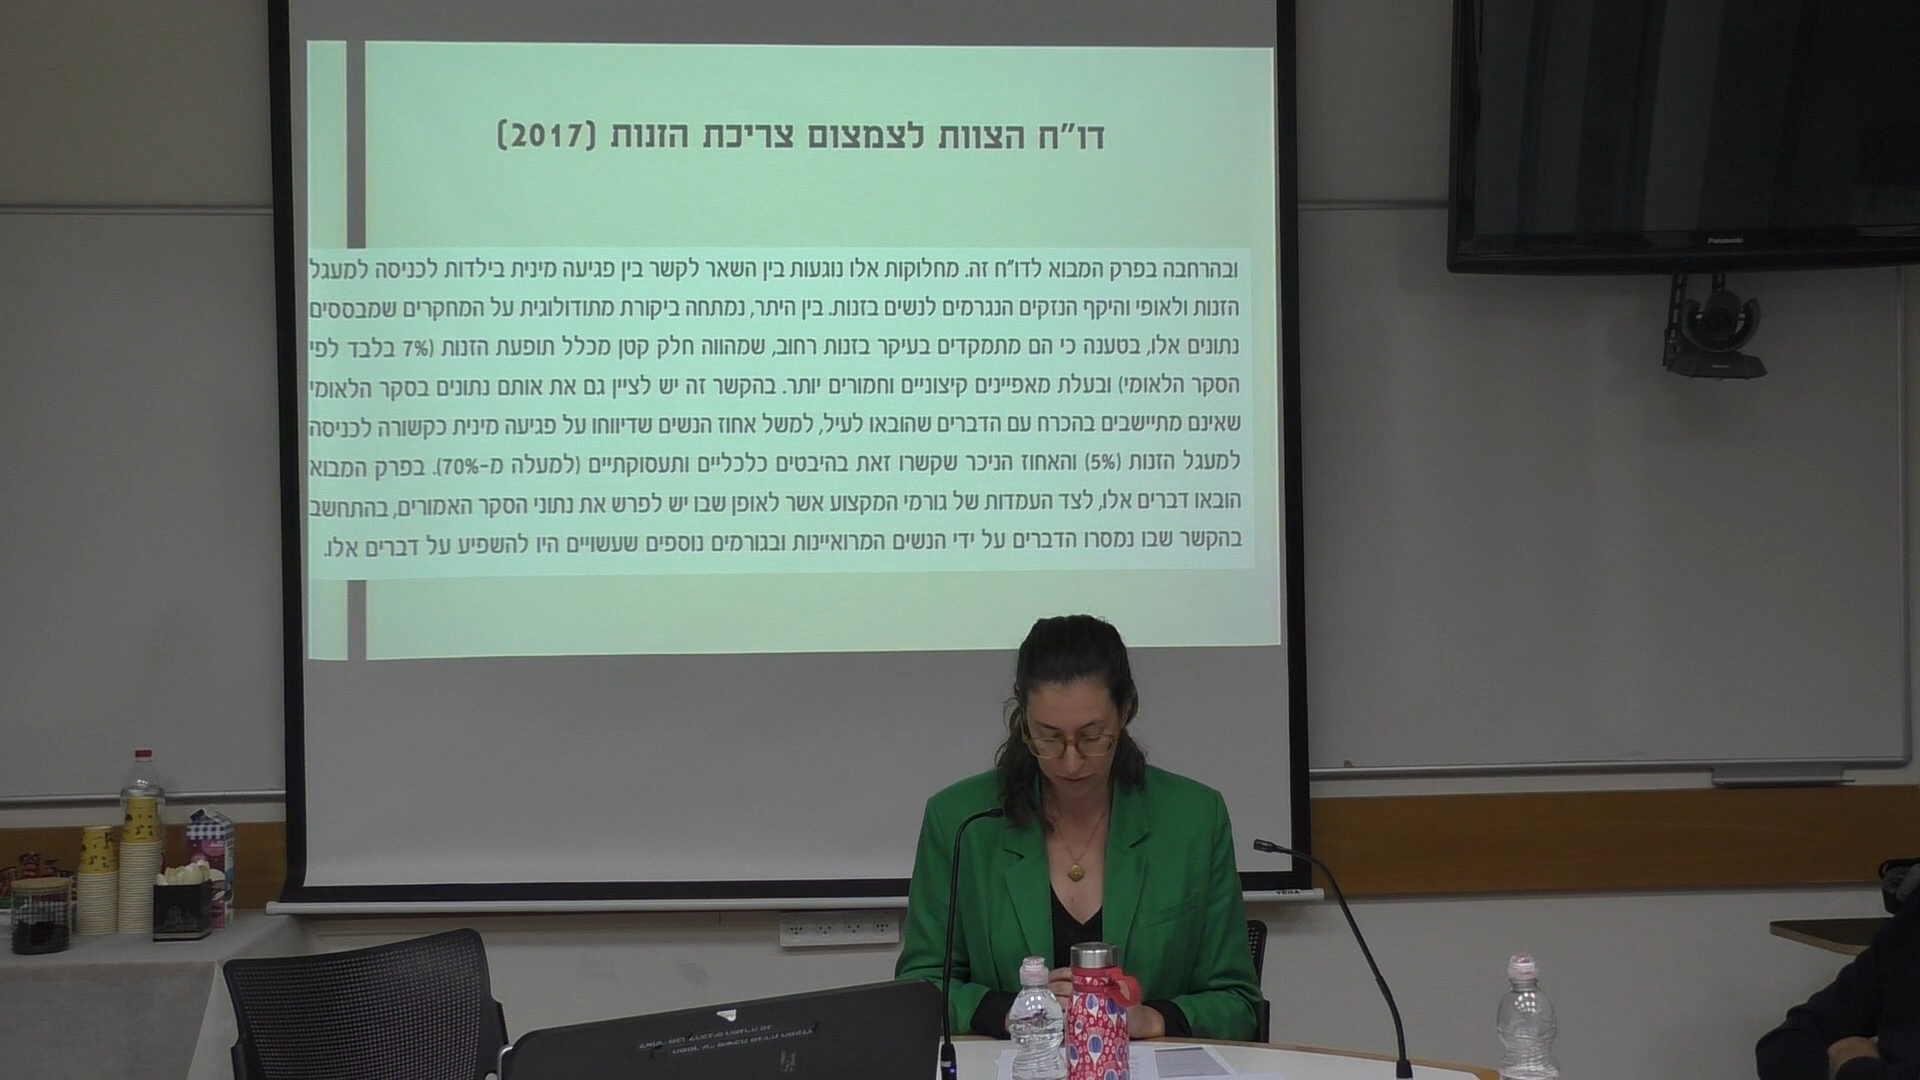 דו"ח הצוות לצמצום צריכת הזנות (2017)
ובהרחבה בפרק המבוא לדו"ח זה. מחלוקות אלו נוגעות בין השאר לקשר בין פגיעה מינית בילדות לכניסה למעגל
הזנות ולאופי והיקף הנזקים הנגרמים לנשים בזנות. בין היתר, נמתחה ביקורת מתודולוגית על המחקרים שמבססים
נתונים אלו, בטענה כי הם מתמקדים בעיקר בזנות רחוב, שמהווה חלק קטן מכלל תופעת הזנות (7% בלבד לפי
הסקר הלאומי) ובעלת מאפיינים קיצוניים וחמורים יותר. בהקשר זה יש לציין גם את אותם נתונים בסקר הלאומי
שאינם מתיישבים בהכרח עם הדברים שהובאו לעיל, למשל אחוז הנשים שדיווחו על פגיעה מינית כקשורה לכניסה
למעגל הזנות (5%) והאחוז הניכר שקשרו זאת בהיבטים כלכליים ותעסוקתיים (למעלה מ-70%). בפרק המבוא
הובאו דברים אלו, לצד העמדות של גורמי המקצוע אשר לאופן שבו יש לפרש את נתוני הסקר האמורים, בהתחשב
בהקשר שבו נמסרו הדברים על ידי הנשים המרואיינות ובגורמים נוספים שעשויים היו להשפיע על דברים אלו.
Panasonic
VEGA